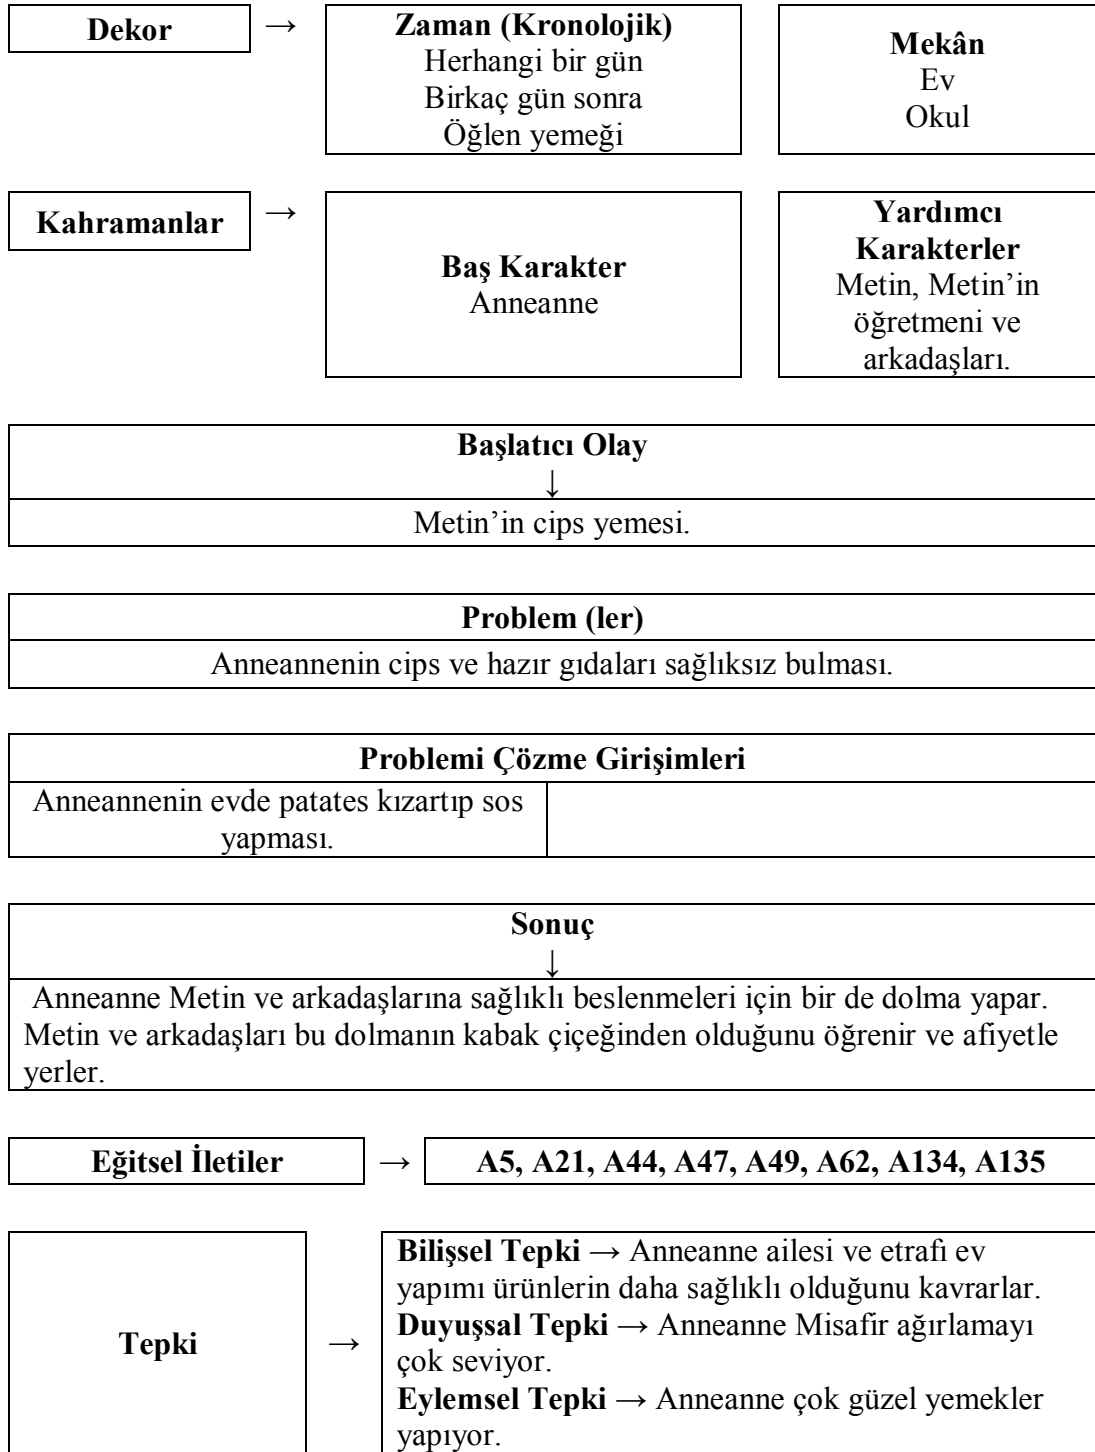 Dekor
→
Zaman (Kronolojik)
Herhangi bir gün
Birkaç gün sonra
Öğlen yemeği
Mekân
Ev
Okul
Kahramanlar
→
Baş Karakter
Anneanne
Yardımcı
Karakterler
Metin, Metin’in
öğretmeni ve
arkadaşları.
Başlatıcı Olay
↓
Metin’in cips yemesi.
Problem (ler)
Anneannenin cips ve hazır gıdaları sağlıksız bulması.
Problemi Çözme Girişimleri
Anneannenin evde patates kızartıp sos
yapması.
Sonuç
↓
Anneanne Metin ve arkadaşlarına sağlıklı beslenmeleri için bir de dolma yapar.
Metin ve arkadaşları bu dolmanın kabak çiçeğinden olduğunu öğrenir ve afiyetle
yerler.
Eğitsel İletiler
→
A5, A21, A44, A47, A49, A62, A134, A135
Tepki
→
Bilişsel Tepki → Anneanne ailesi ve etrafı ev
yapımı ürünlerin daha sağlıklı olduğunu kavrarlar.
Duyuşsal Tepki → Anneanne Misafir ağırlamayı
çok seviyor.
Eylemsel Tepki → Anneanne çok güzel yemekler
yapıyor.